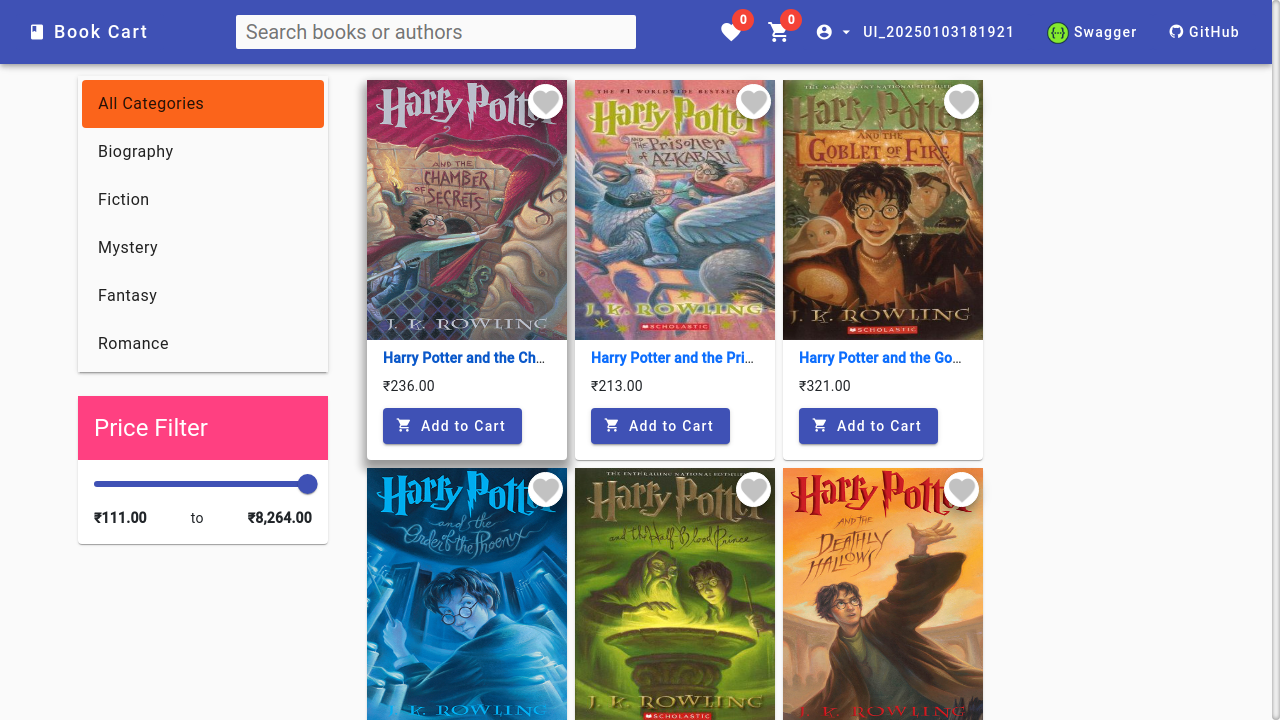 Book Cart
Search books or authors
0
0
UI_20250103181921
Swagger
GitHub
All Categories
Biography
Fiction
Mystery
Fantasy
Romance
Price Filter
₹111.00 to ₹8,264.00
Harry Potter
AND THE
CHAMBER
OF
SECRETS
J. K. ROWLING
Harry Potter and the Ch...
₹236.00
Add to Cart
THE #1 WORLDWIDE BESTSELLER
Harry Potter
AND THE
Prisoner
of AZKABAN
J. K. ROWLING
SCHOLASTIC
Harry Potter and the Pri...
₹213.00
Add to Cart
Harry Potter
AND THE
GOBLET OF FIRE
J. K. ROWLING
SCHOLASTIC
Harry Potter and the Go...
₹321.00
Add to Cart
Harry Potter
and the
Order of the Phoenix
J. K. ROWLING
Harry Potter
and the Half-Blood Prince
J. K. ROWLING
SCHOLASTIC
Harry Potter
AND THE
DEATHLY
HALLOWS
J. K. ROWLING